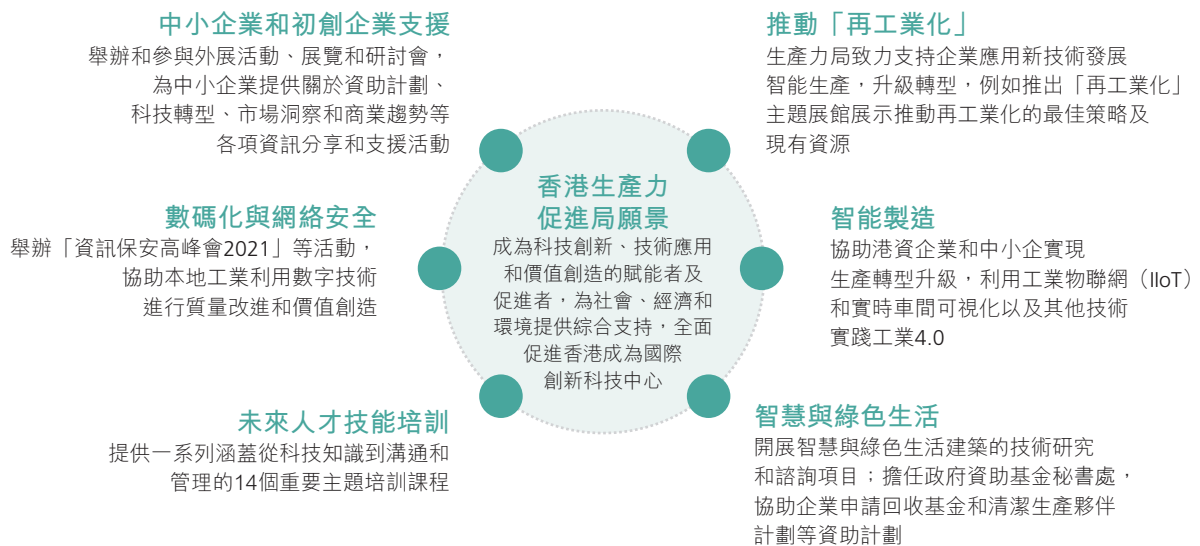 中小企業和初創企業支援
舉辦和參與外展活動、展覽和研討會，
為中小企業提供關於資助計劃、
科技轉型、市場洞察和商業趨勢等
各項資訊分享和支援活動
推動「再工業化」
生產力局致力支持企業應用新技術發展
智能生產，升級轉型，例如推出「再工業化」
主題展館展示推動再工業化的最佳策略及
現有資源
數碼化與網絡安全
舉辦「資訊保安高峰會2021」等活動，
協助本地工業利用數字技術
進行質量改進和價值創造
香港生產力
促進局願景
成為科技創新、技術應用
和價值創造的賦能者及
促進者，為社會、經濟和
環境提供綜合支持，全面
促進香港成為國際
創新科技中心
智能製造
協助港資企業和中小企實現
生產轉型升級，利用工業物聯網（IIoT）
和實時車間可視化以及其他技術
實踐工業4.0
未來人才技能培訓
提供一系列涵蓋從科技知識到溝通和
管理的14個重要主題培訓課程
智慧與綠色生活
開展智慧與綠色生活建築的技術研究
和諮詢項目；擔任政府資助基金秘書處，
協助企業申請回收基金和清潔生產夥伴
計劃等資助計劃